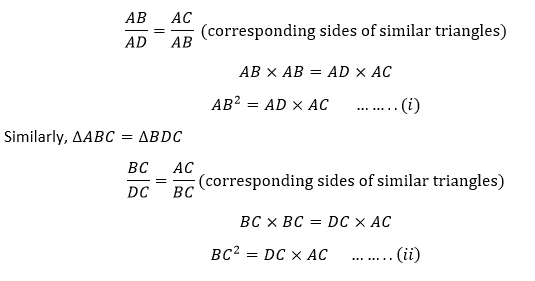 AB/AD = AC/AB (corresponding sides of similar triangles)
AB × AB = AD × AC
AB² = AD × AC …….. (i)
Similarly, ΔABC = ΔBDC
BC/DC = AC/BC (corresponding sides of similar triangles)
BC × BC = DC × AC
BC² = DC × AC …….. (ii)